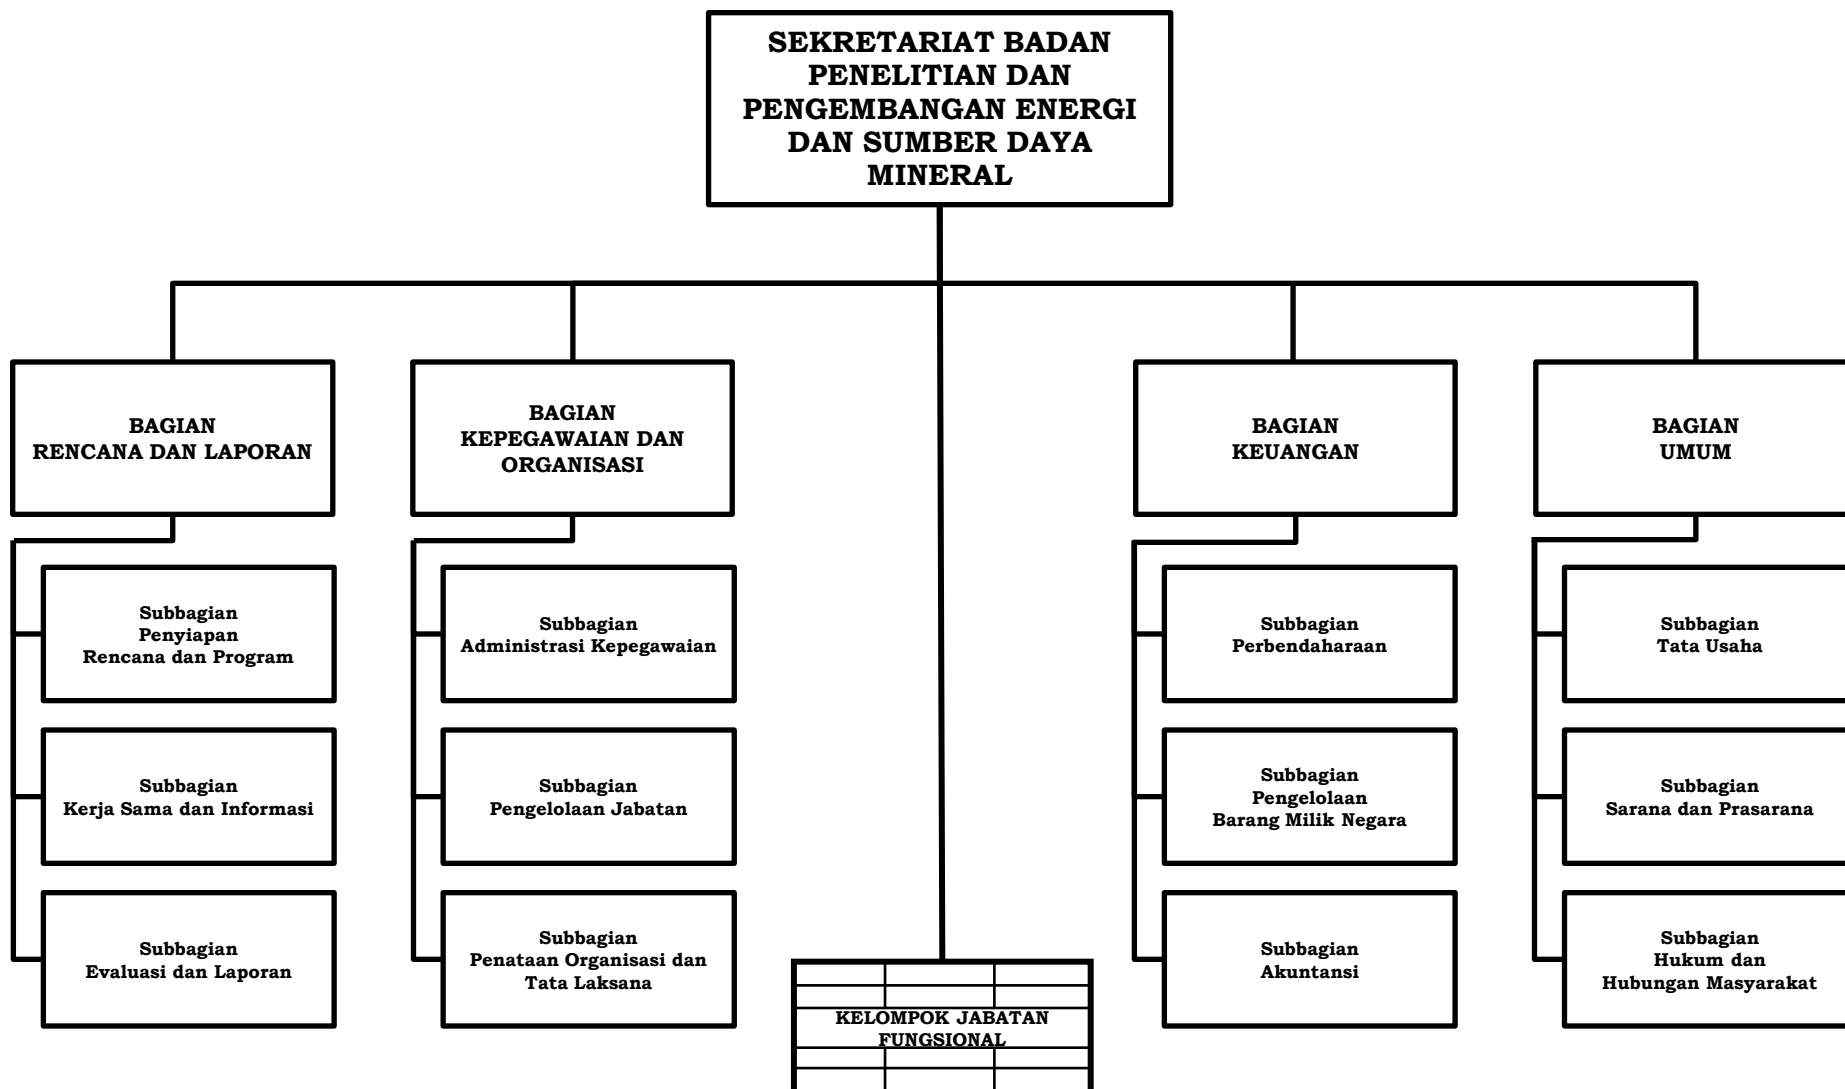 SEKRETARIAT BADAN
PENELITIAN DAN
PENGEMBANGAN ENERGI
DAN SUMBER DAYA
MINERAL
BAGIAN
RENCANA DAN LAPORAN
BAGIAN
KEPEGAWAIAN DAN
ORGANISASI
BAGIAN
KEUANGAN
BAGIAN
UMUM
Subbagian
Penyiapan
Rencana dan Program
Subbagian
Administrasi Kepegawaian
Subbagian
Perbendaharaan
Subbagian
Tata Usaha
Subbagian
Kerja Sama dan Informasi
Subbagian
Pengelolaan Jabatan
Subbagian
Pengelolaan
Barang Milik Negara
Subbagian
Sarana dan Prasarana
Subbagian
Evaluasi dan Laporan
Subbagian
Penataan Organisasi dan
Tata Laksana
Subbagian
Akuntansi
Subbagian
Hukum dan
Hubungan Masyarakat
KELOMPOK JABATAN
FUNGSIONAL